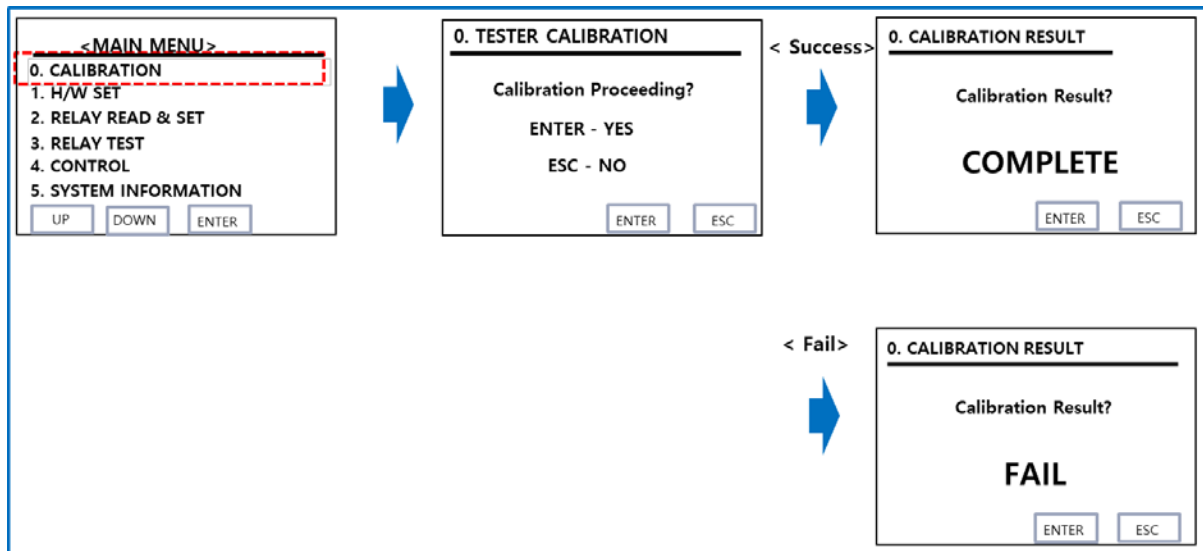 <MAIN MENU>
0. CALIBRATION
1. H/W SET
2. RELAY READ & SET
3. RELAY TEST
4. CONTROL
5. SYSTEM INFORMATION
UP DOWN ENTER
0. TESTER CALIBRATION
Calibration Proceeding?
ENTER - YES
ESC - NO
ENTER ESC
< Success>
0. CALIBRATION RESULT
Calibration Result?
COMPLETE
ENTER ESC
< Fail>
0. CALIBRATION RESULT
Calibration Result?
FAIL
ENTER ESC